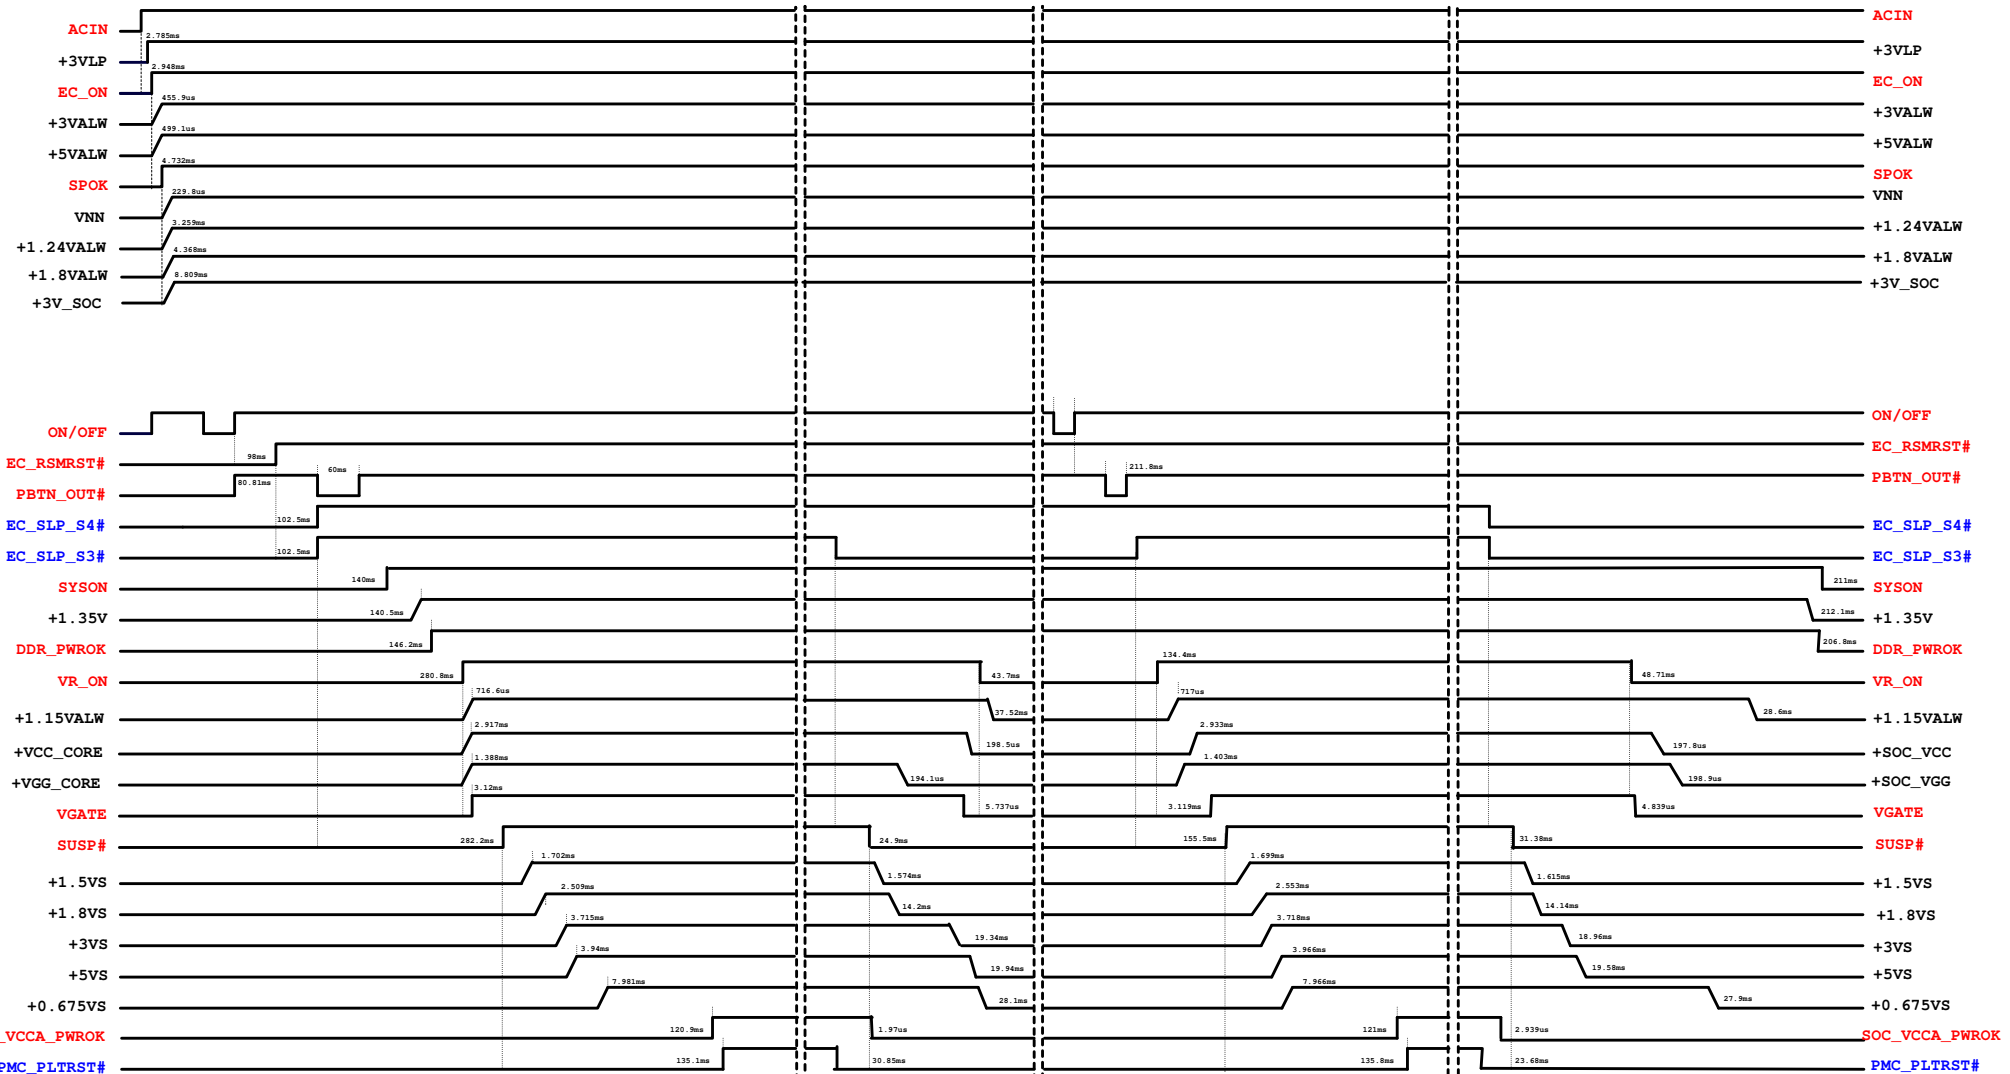 ACIN ACIN
2.785ms
+3VLP +3VLP
2.948ms
EC_ON EC_ON
455.9us
+3VALW +3VALW
499.1us
+5VALW +5VALW
4.732ms
SPOK SPOK
229.8us
VNN VNN
3.259ms
+1.24VALW +1.24VALW
4.368ms
+1.8VALW +1.8VALW
8.809ms
+3V_SOC +3V_SOC
ON/OFF ON/OFF
98ms
EC_RSMRST# EC_RSMRST#
80.81ms 60ms 211.8ms
PBTN_OUT# PBTN_OUT#
102.5ms
EC_SLP_S4# EC_SLP_S4#
102.5ms
EC_SLP_S3# EC_SLP_S3#
140ms 211ms
SYSON SYSON
140.5ms 212.1ms
+1.35V +1.35V
146.2ms 206.8ms
DDR_PWROK DDR_PWROK
280.8ms 43.7ms 134.4ms 48.71ms
VR_ON VR_ON
716.6us 37.52ms 717us 28.6ms
+1.15VALW +1.15VALW
2.917ms 198.5us 2.933ms 197.8us
+VCC_CORE +SOC_VCC
1.388ms 194.1us 1.403ms 198.9us
+VGG_CORE +SOC_VGG
3.12ms 5.737us 3.119ms 4.839us
VGATE VGATE
282.2ms 24.9ms 155.5ms 31.38ms
SUSP# SUSP#
1.702ms 1.574ms 1.699ms 1.615ms
+1.5VS +1.5VS
2.509ms 14.2ms 2.553ms 14.14ms
+1.8VS +1.8VS
3.715ms 19.34ms 3.718ms 18.96ms
+3VS +3VS
3.94ms 19.94ms 3.966ms 19.58ms
+5VS +5VS
7.981ms 28.1ms 7.966ms 27.9ms
+0.675VS +0.675VS
120.9ms 1.97us 121ms 2.939us
_VCCA_PWROK SOC_VCCA_PWROK
135.1ms 30.85ms 135.8ms 23.68ms
PMC_PLTRST# PMC_PLTRST#